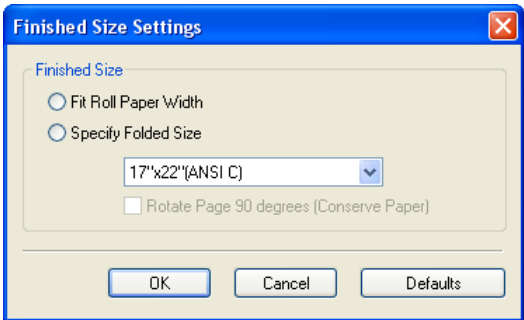 Finished Size Settings
Finished Size
Fit Roll Paper Width
Specify Folded Size
17"x22"(ANSI C)
Rotate Page 90 degrees (Conserve Paper)
OK Cancel Defaults